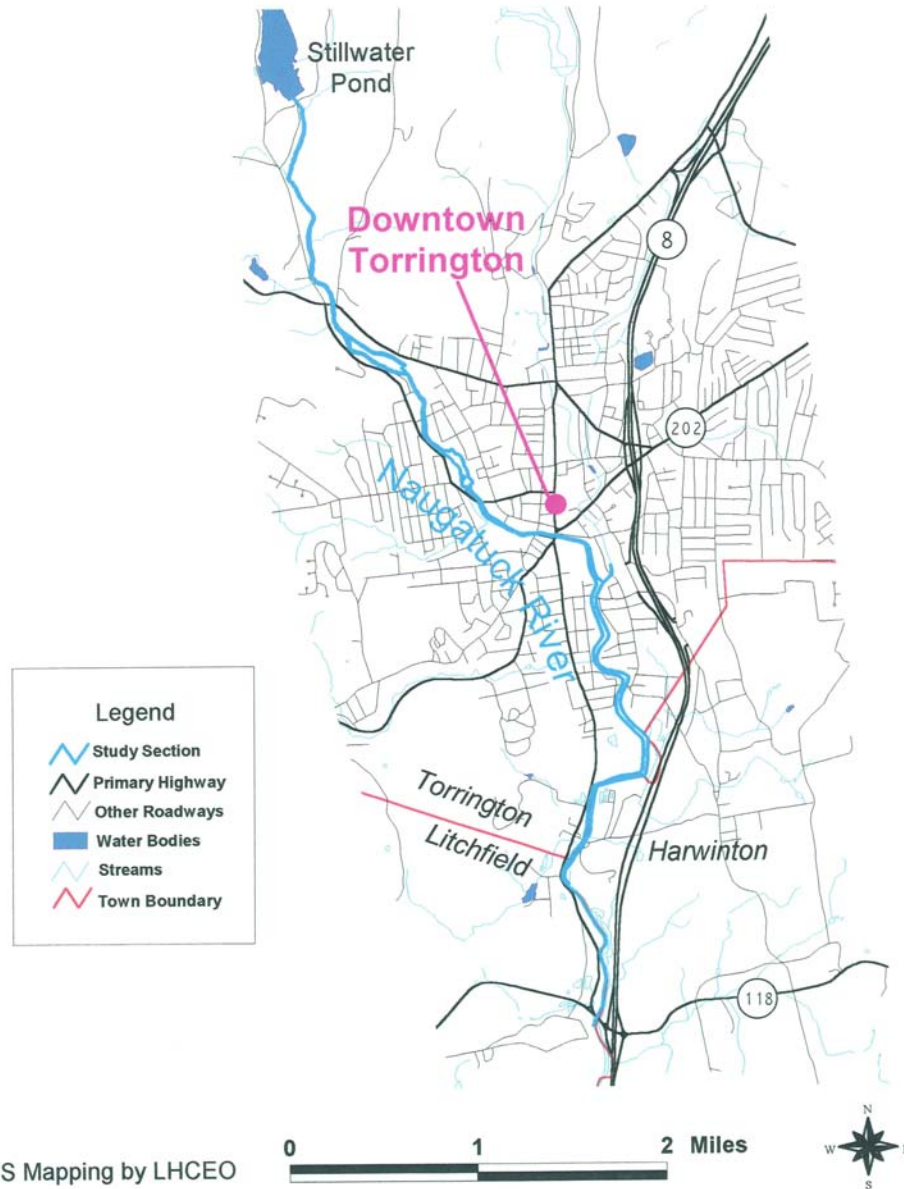 Stillwater
Pond
Downtown
Torrington
8
202
Naugatuck River
Legend
Study Section
Primary Highway
Other Roadways
Water Bodies
Streams
Town Boundary
Torrington
Litchfield
Harwinton
118
0 1 2 Miles
S Mapping by LHCEO
N
W
S